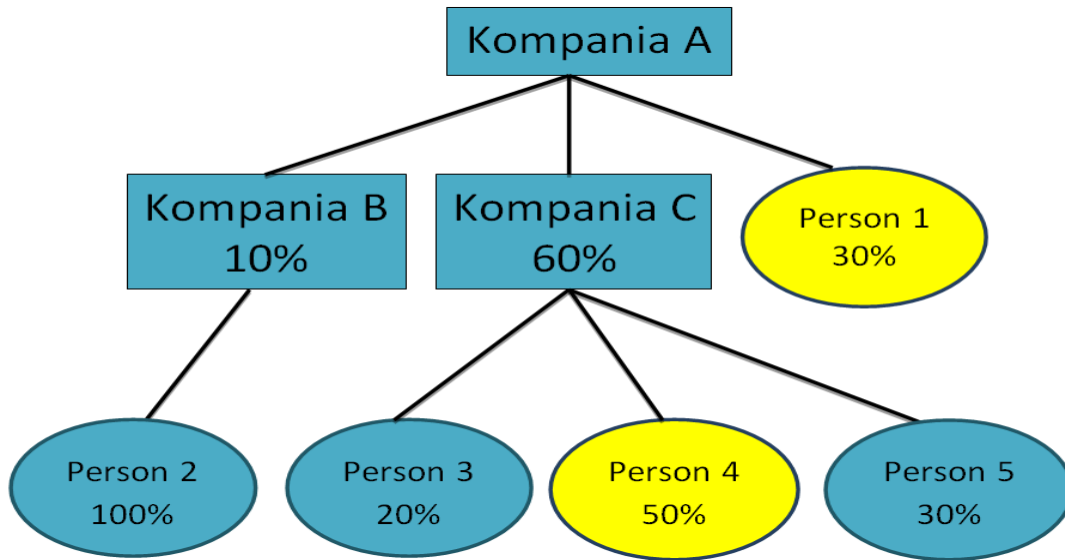 Kompania A
Kompania B
10%
Kompania C
60%
Person 1
30%
Person 2
100%
Person 3
20%
Person 4
50%
Person 5
30%